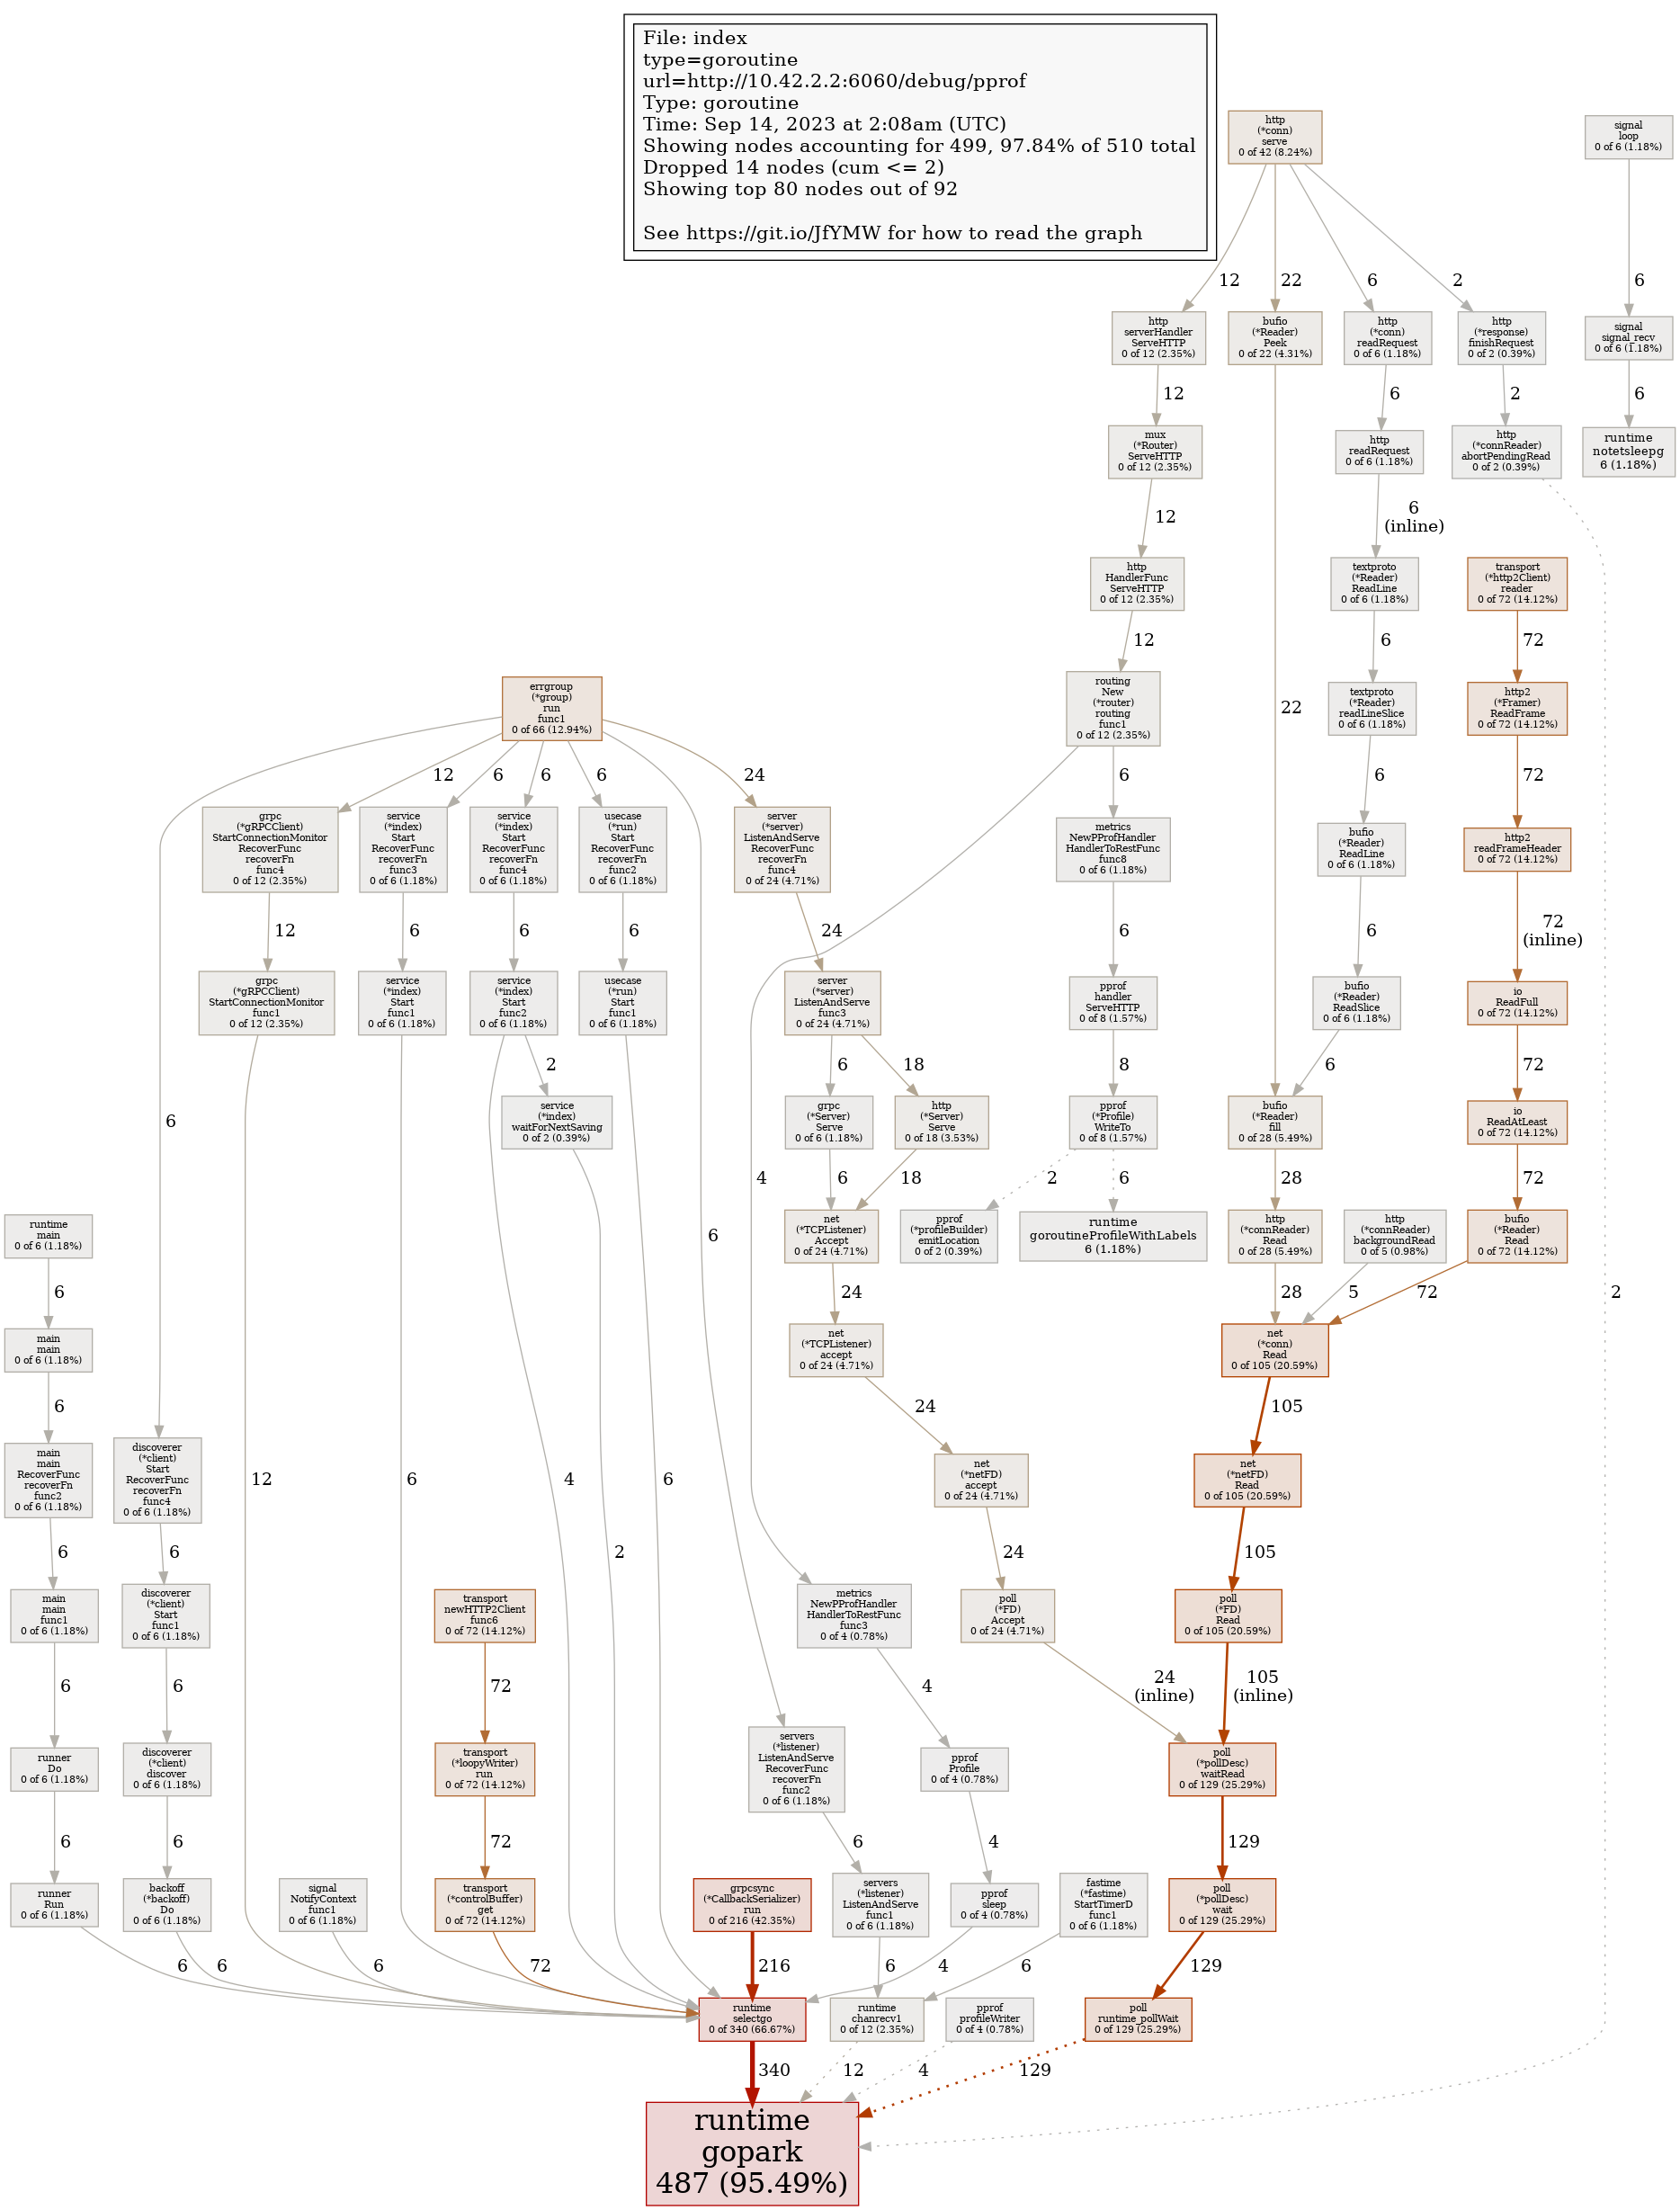 File: index
type=goroutine
url=http://10.42.2.2:6060/debug/pprof
Type: goroutine
Time: Sep 14, 2023 at 2:08am (UTC)
Showing nodes accounting for 499, 97.84% of 510 total
Dropped 14 nodes (cum <= 2)
Showing top 80 nodes out of 92
See https://git.io/JfYMW for how to read the graph
http
(*conn)
serve
0 of 42 (8.24%)
signal
loop
0 of 6 (1.18%)
12
22
6
2
6
http
serverHandler
ServeHTTP
0 of 12 (2.35%)
bufio
(*Reader)
Peek
0 of 22 (4.31%)
http
(*conn)
readRequest
0 of 6 (1.18%)
http
(*response)
finishRequest
0 of 2 (0.39%)
signal
signal_recv
0 of 6 (1.18%)
12
6
2
6
mux
(*Router)
ServeHTTP
0 of 12 (2.35%)
http
readRequest
0 of 6 (1.18%)
http
(*connReader)
abortPendingRead
0 of 2 (0.39%)
runtime
notetsleepg
6 (1.18%)
12
6
(inline)
http
HandlerFunc
ServeHTTP
0 of 12 (2.35%)
textproto
(*Reader)
ReadLine
0 of 6 (1.18%)
transport
(*http2Client)
reader
0 of 72 (14.12%)
12
6
72
errgroup
(*group)
run
func1
0 of 66 (12.94%)
routing
New
(*router)
routing
func1
0 of 12 (2.35%)
22
textproto
(*Reader)
readLineSlice
0 of 6 (1.18%)
http2
(*Framer)
ReadFrame
0 of 72 (14.12%)
12
6
6
6
24
6
6
72
grpc
(*gRPCClient)
StartConnectionMonitor
RecoverFunc
recoverFn
func4
0 of 12 (2.35%)
service
(*index)
Start
RecoverFunc
recoverFn
func3
0 of 6 (1.18%)
service
(*index)
Start
RecoverFunc
recoverFn
func4
0 of 6 (1.18%)
usecase
(*run)
Start
RecoverFunc
recoverFn
func2
0 of 6 (1.18%)
server
(*server)
ListenAndServe
RecoverFunc
recoverFn
func4
0 of 24 (4.71%)
metrics
NewPProfHandler
HandlerToRestFunc
func8
0 of 6 (1.18%)
bufio
(*Reader)
ReadLine
0 of 6 (1.18%)
http2
readFrameHeader
0 of 72 (14.12%)
12
6
6
6
24
6
6
72
(inline)
grpc
(*gRPCClient)
StartConnectionMonitor
func1
0 of 12 (2.35%)
service
(*index)
Start
func1
0 of 6 (1.18%)
service
(*index)
Start
func2
0 of 6 (1.18%)
usecase
(*run)
Start
func1
0 of 6 (1.18%)
server
(*server)
ListenAndServe
func3
0 of 24 (4.71%)
pprof
handler
ServeHTTP
0 of 8 (1.57%)
bufio
(*Reader)
ReadSlice
0 of 6 (1.18%)
io
ReadFull
0 of 72 (14.12%)
2
6
18
8
6
72
6
service
(*index)
waitForNextSaving
0 of 2 (0.39%)
grpc
(*Server)
Serve
0 of 6 (1.18%)
http
(*Server)
Serve
0 of 18 (3.53%)
pprof
(*Profile)
WriteTo
0 of 8 (1.57%)
bufio
(*Reader)
fill
0 of 28 (5.49%)
io
ReadAtLeast
0 of 72 (14.12%)
4
6
18
2
6
28
72
runtime
main
0 of 6 (1.18%)
6
net
(*TCPListener)
Accept
0 of 24 (4.71%)
pprof
(*profileBuilder)
emitLocation
0 of 2 (0.39%)
runtime
goroutineProfileWithLabels
6 (1.18%)
http
(*connReader)
Read
0 of 28 (5.49%)
http
(*connReader)
backgroundRead
0 of 5 (0.98%)
bufio
(*Reader)
Read
0 of 72 (14.12%)
6
24
28
5
72
2
main
main
0 of 6 (1.18%)
net
(*TCPListener)
accept
0 of 24 (4.71%)
net
(*conn)
Read
0 of 105 (20.59%)
6
24
105
main
main
RecoverFunc
recoverFn
func2
0 of 6 (1.18%)
discoverer
(*client)
Start
RecoverFunc
recoverFn
func4
0 of 6 (1.18%)
12
6
4
6
net
(*netFD)
accept
0 of 24 (4.71%)
net
(*netFD)
Read
0 of 105 (20.59%)
6
6
2
24
105
main
main
func1
0 of 6 (1.18%)
discoverer
(*client)
Start
func1
0 of 6 (1.18%)
transport
newHTTP2Client
func6
0 of 72 (14.12%)
metrics
NewPProfHandler
HandlerToRestFunc
func3
0 of 4 (0.78%)
poll
(*FD)
Accept
0 of 24 (4.71%)
poll
(*FD)
Read
0 of 105 (20.59%)
6
6
72
4
24
(inline)
105
(inline)
runner
Do
0 of 6 (1.18%)
discoverer
(*client)
discover
0 of 6 (1.18%)
transport
(*loopyWriter)
run
0 of 72 (14.12%)
servers
(*listener)
ListenAndServe
RecoverFunc
recoverFn
func2
0 of 6 (1.18%)
pprof
Profile
0 of 4 (0.78%)
poll
(*pollDesc)
waitRead
0 of 129 (25.29%)
6
6
72
6
4
129
runner
Run
0 of 6 (1.18%)
backoff
(*backoff)
Do
0 of 6 (1.18%)
signal
NotifyContext
func1
0 of 6 (1.18%)
transport
(*controlBuffer)
get
0 of 72 (14.12%)
grpcsync
(*CallbackSerializer)
run
0 of 216 (42.35%)
servers
(*listener)
ListenAndServe
func1
0 of 6 (1.18%)
pprof
sleep
0 of 4 (0.78%)
fastime
(*fastime)
StartTimerD
func1
0 of 6 (1.18%)
poll
(*pollDesc)
wait
0 of 129 (25.29%)
6
6
6
72
216
6
4
6
129
runtime
selectgo
0 of 340 (66.67%)
runtime
chanrecv1
0 of 12 (2.35%)
pprof
profileWriter
0 of 4 (0.78%)
poll
runtime_pollWait
0 of 129 (25.29%)
340
12
4
129
runtime
gopark
487 (95.49%)